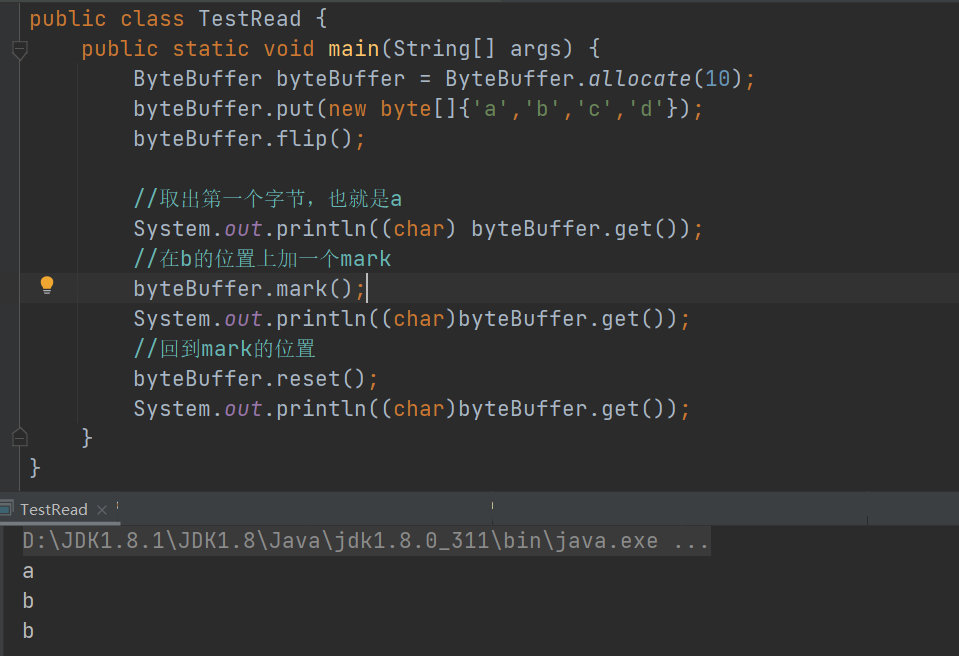 public class TestRead {
public static void main(String[] args) {
ByteBuffer byteBuffer = ByteBuffer.allocate(10);
byteBuffer.put(new byte[]{'a','b','c','d'});
byteBuffer.flip();
//取出第一个字节，也就是a
System.out.println((char) byteBuffer.get());
//在b的位置上加一个mark
byteBuffer.mark();
System.out.println((char)byteBuffer.get());
//回到mark的位置
byteBuffer.reset();
System.out.println((char)byteBuffer.get());
}
}
TestRead ×
D:\JDK1.8.1\JDK1.8\Java\jdk1.8.0_311\bin\java.exe ...
a
b
b